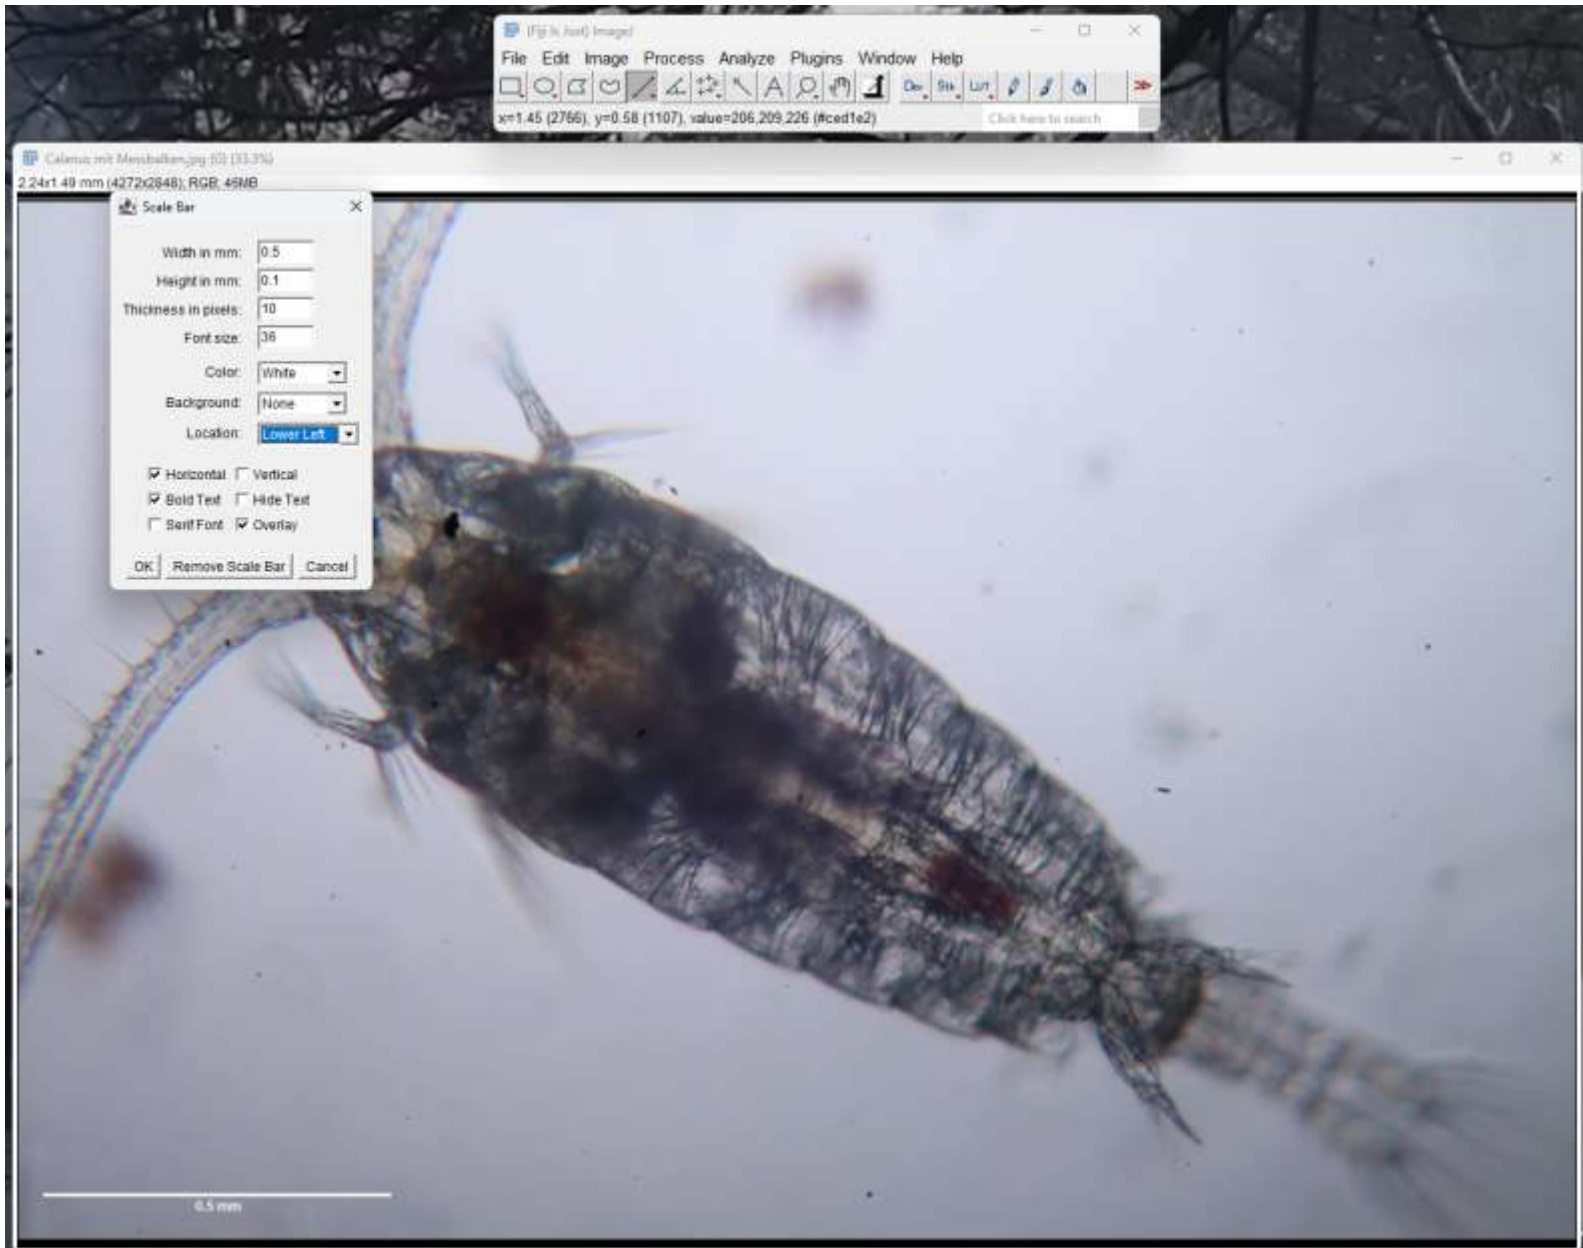 (Fiji Is Just) ImageJ
File Edit Image Process Analyze Plugins Window Help
A Dev Stk LUT
x=1.45 (2766), y=0.58 (1107), value=206,209,226 (#ced1e2)
Click here to search
Calanus mit Messbalken.jpg (G) (33.3%)
2.24x1.49 mm (4272x2848); RGB; 46MB
Scale Bar
Width in mm: 0.5
Height in mm: 0.1
Thickness in pixels: 10
Font size: 36
Color: White
Background: None
Location: Lower Left
Horizontal Vertical
Bold Text Hide Text
Serif Font Overlay
OK Remove Scale Bar Cancel
0.5 mm